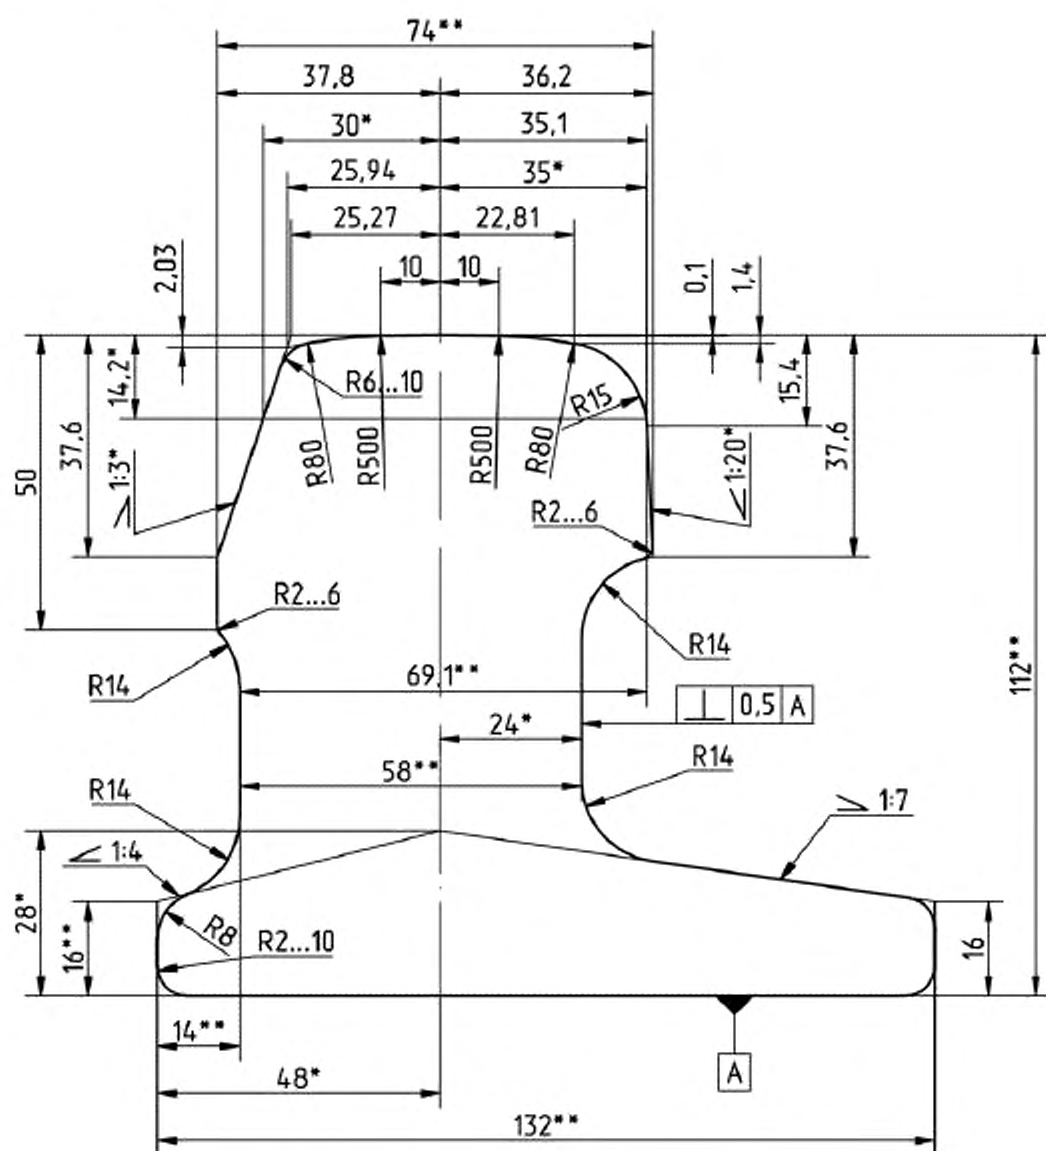 74**
37,8 36,2
30* 35,1
25,94 35*
25,27 22,81
2,03 10 10 0,1 1,4
14,2* R6...10 R15 15,4
37,6 R80 R500 R500 R80 37,6
50 1:3* 1:20*
R2...6
R2...6
R14 R14
69,1** 112**
⊥ 0,5 A
24*
58** R14
R14 1:7
1:4
28* 16** R8 R2...10 16
14** A
48*
132**